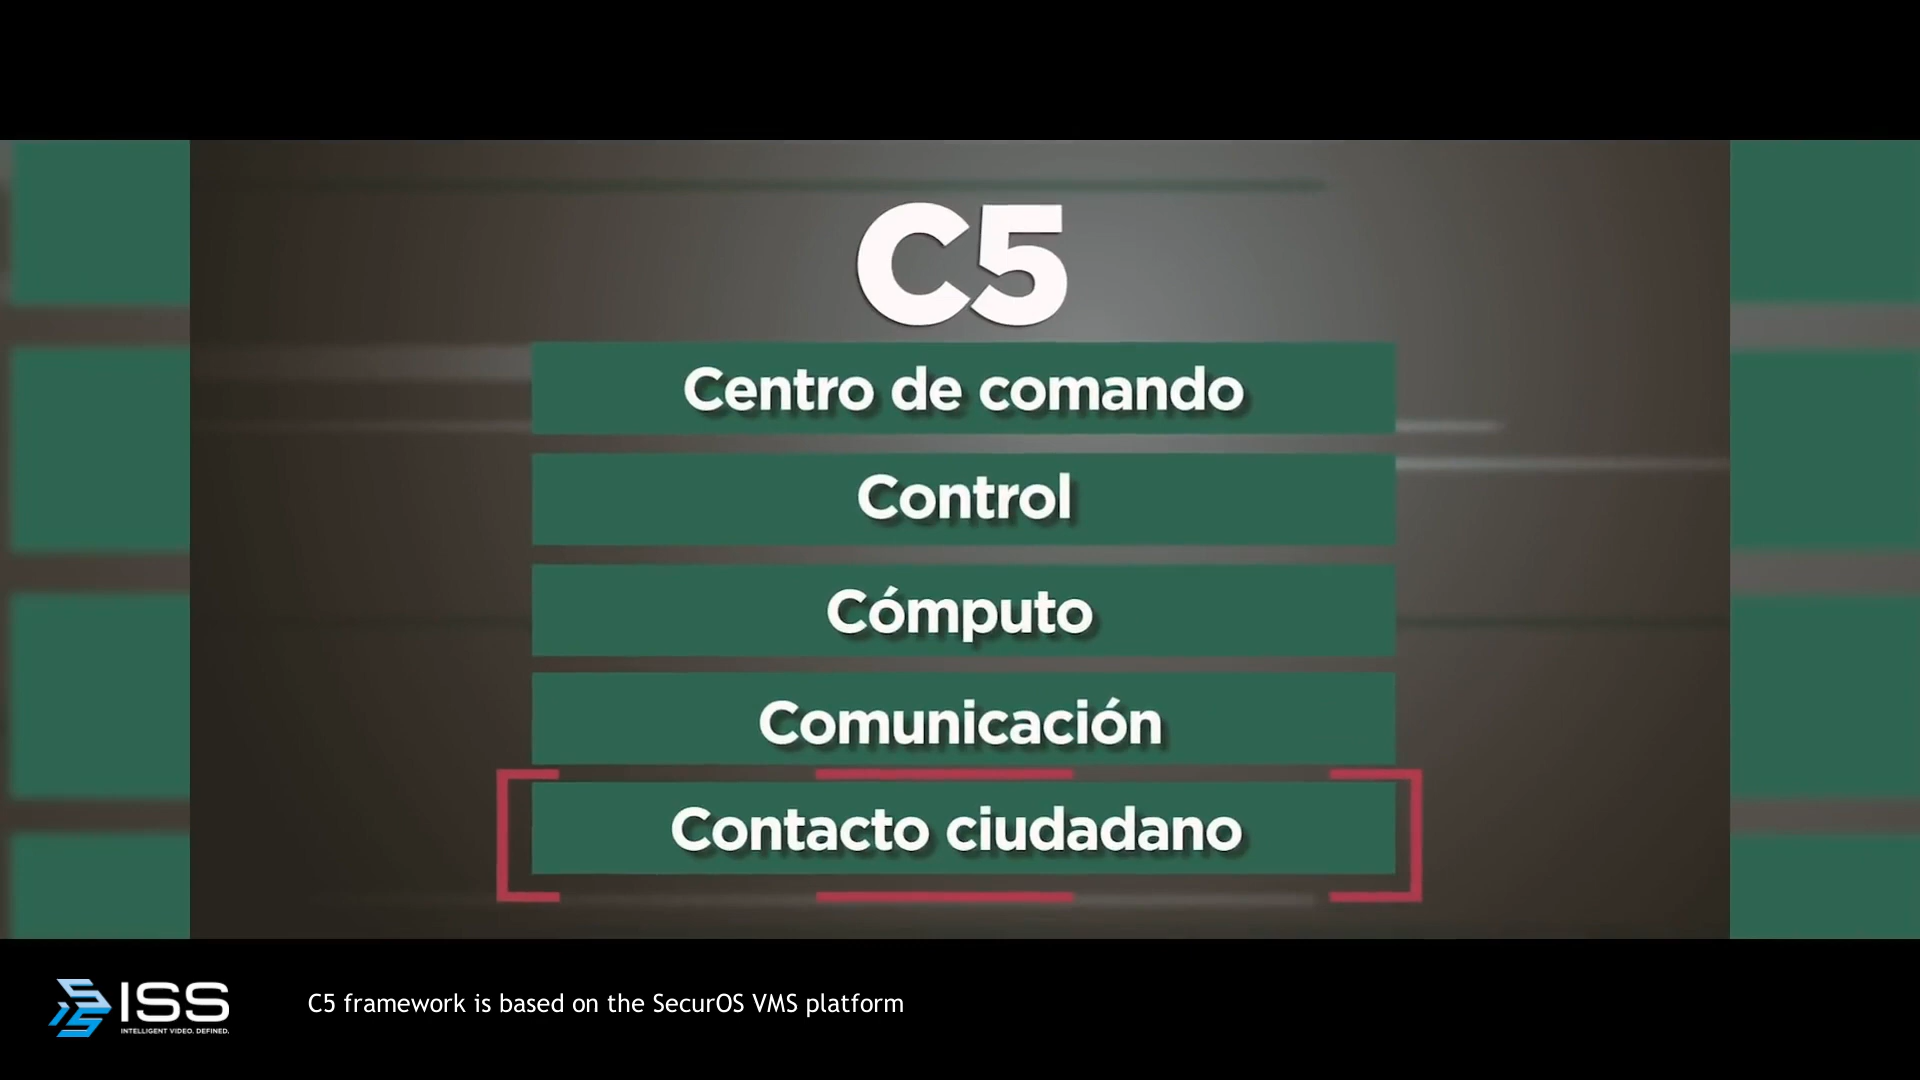 C5
Centro de comando
Control
Cómputo
Comunicación
Contacto ciudadano
ISS
INTELLIGENT VIDEO. DEFINED.
C5 framework is based on the SecurOS VMS platform